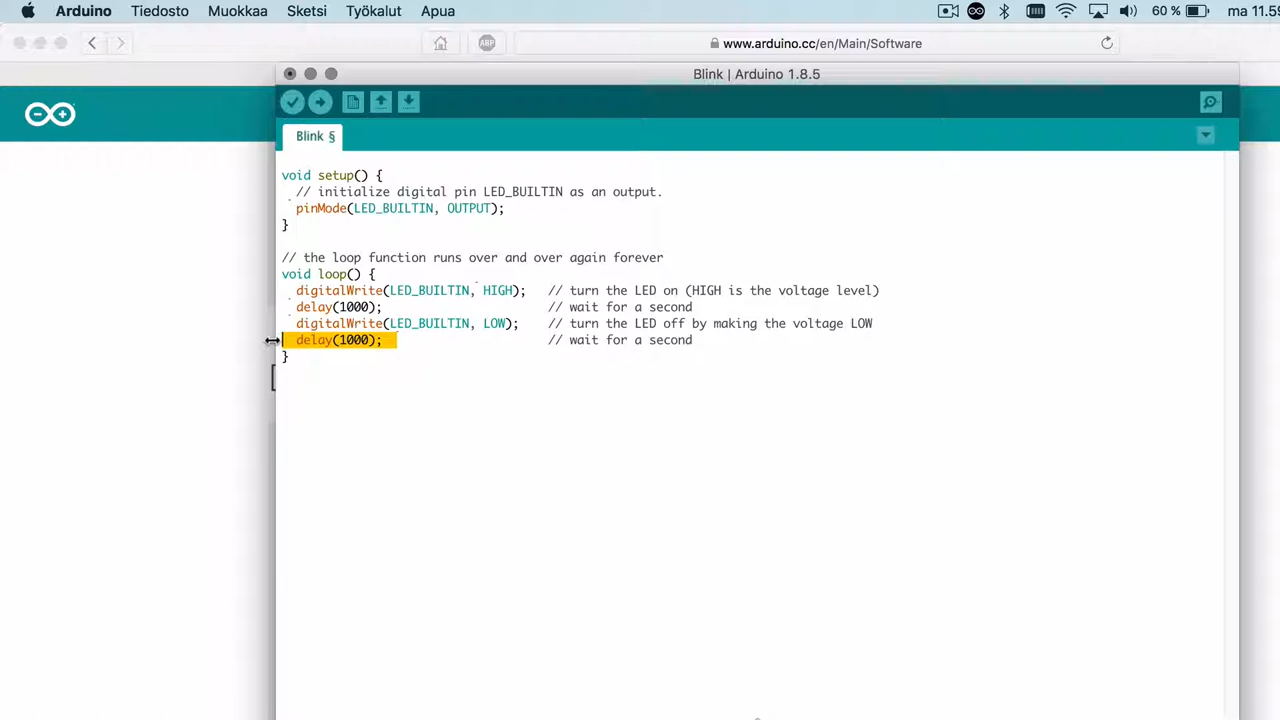 Arduino Tiedosto Muokkaa Sketsi Työkalut Apua 60 % ma 11.59
ABP www.arduino.cc/en/Main/Software
Blink | Arduino 1.8.5
Blink §
void setup() {
  // initialize digital pin LED_BUILTIN as an output.
  pinMode(LED_BUILTIN, OUTPUT);
}
// the loop function runs over and over again forever
void loop() {
  digitalWrite(LED_BUILTIN, HIGH);   // turn the LED on (HIGH is the voltage level)
  delay(1000);                       // wait for a second
  digitalWrite(LED_BUILTIN, LOW);    // turn the LED off by making the voltage LOW
  delay(1000);                       // wait for a second
}